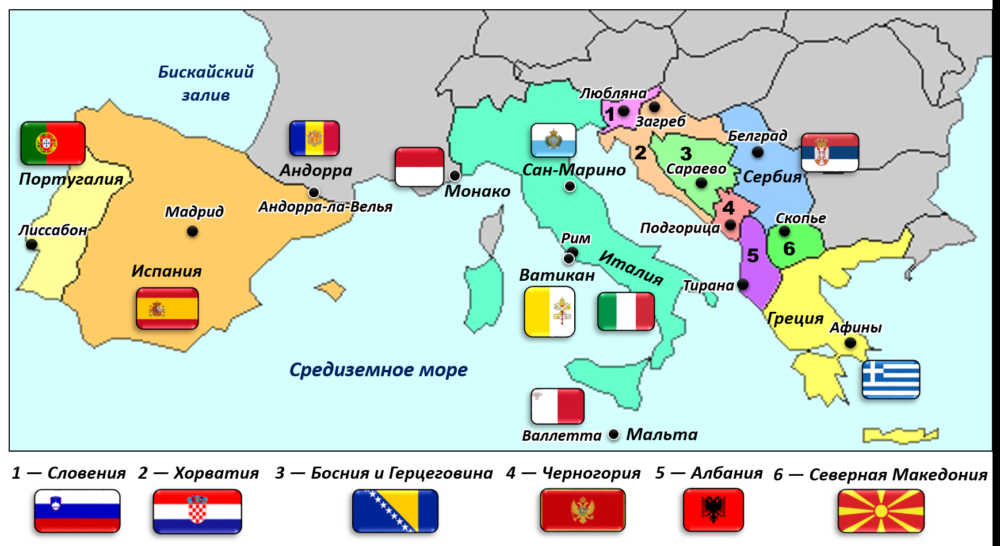 Бискайский
залив
Любляна
1
Загреб
Португалия
Андорра
Андорра-ла-Велья
Монако
Сан-Марино
2
3
Сараево
Белград
Сербия
Мадрид
Лиссабон
Испания
4
Подгорица
Скопье
5
6
Рим
Ватикан
Италия
Тирана
Греция
Афины
Средиземное море
Валлетта
Мальта
1 — Словения
2 — Хорватия
3 — Босния и Герцеговина
4 — Черногория
5 — Албания
6 — Северная Македония